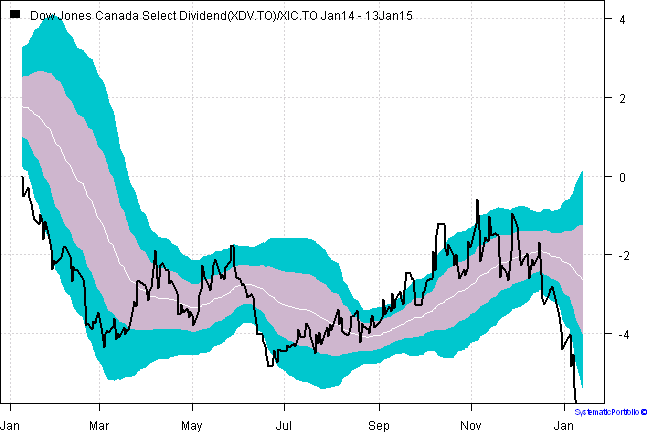 Dow Jones Canada Select Dividend(XDV.TO)/XIC.TO Jan14 - 13Jan15
4
2
0
-2
-4
Jan Mar May Jul Sep Nov Jan
SystematicPortfolio ©